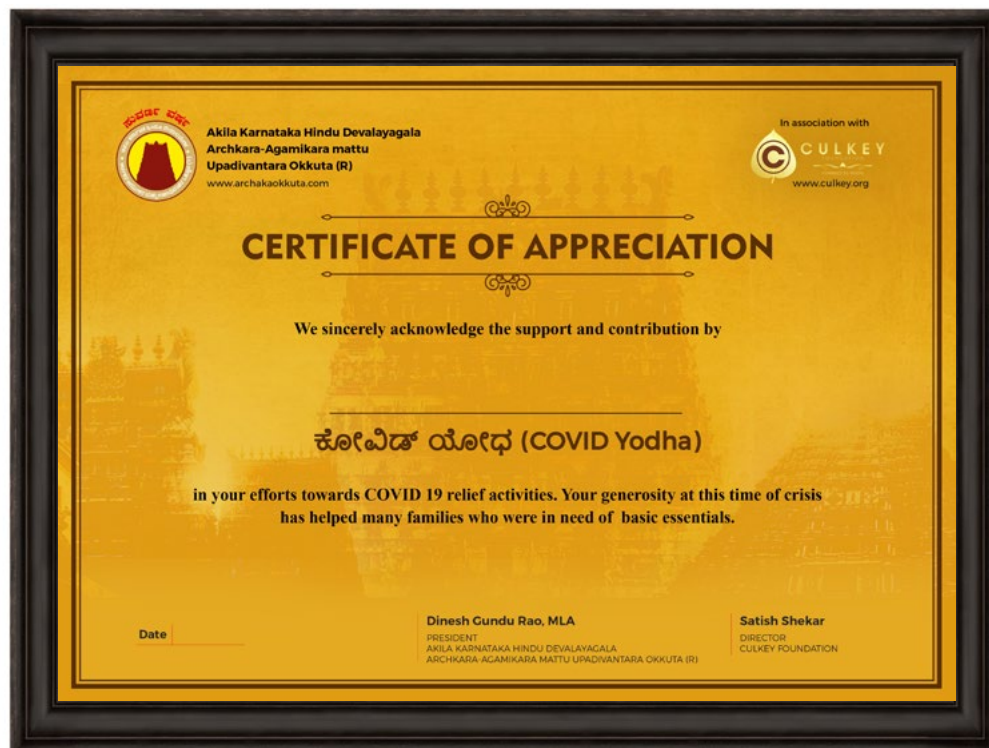 ಸುವರ್ಣ ವರ್ಷ
Akila Karnataka Hindu Devalayagala
Archkara-Agamikara mattu
Upadivantara Okkuta (R)
www.archakaokkuta.com
In association with
C CULKEY
www.culkey.org
CERTIFICATE OF APPRECIATION
We sincerely acknowledge the support and contribution by
ಕೋವಿಡ್ ಯೋಧ (COVID Yodha)
in your efforts towards COVID 19 relief activities. Your generosity at this time of crisis
has helped many families who were in need of basic essentials.
Date
Dinesh Gundu Rao, MLA
PRESIDENT
AKILA KARNATAKA HINDU DEVALAYAGALA
ARCHKARA-AGAMIKARA MATTU UPADIVANTARA OKKUTA (R)
Satish Shekar
DIRECTOR
CULKEY FOUNDATION